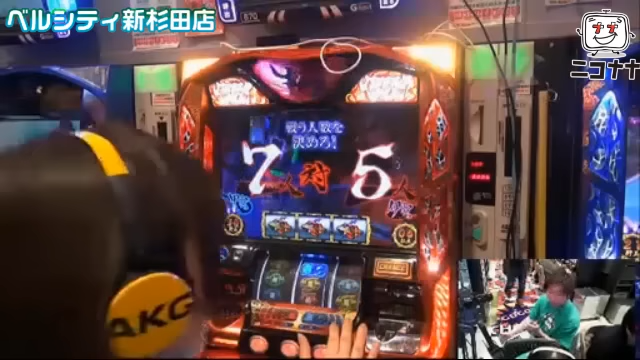 ベルシティ新杉田店
ニコナナ
戦う人数を
決めろ!
7人対5人
AKG